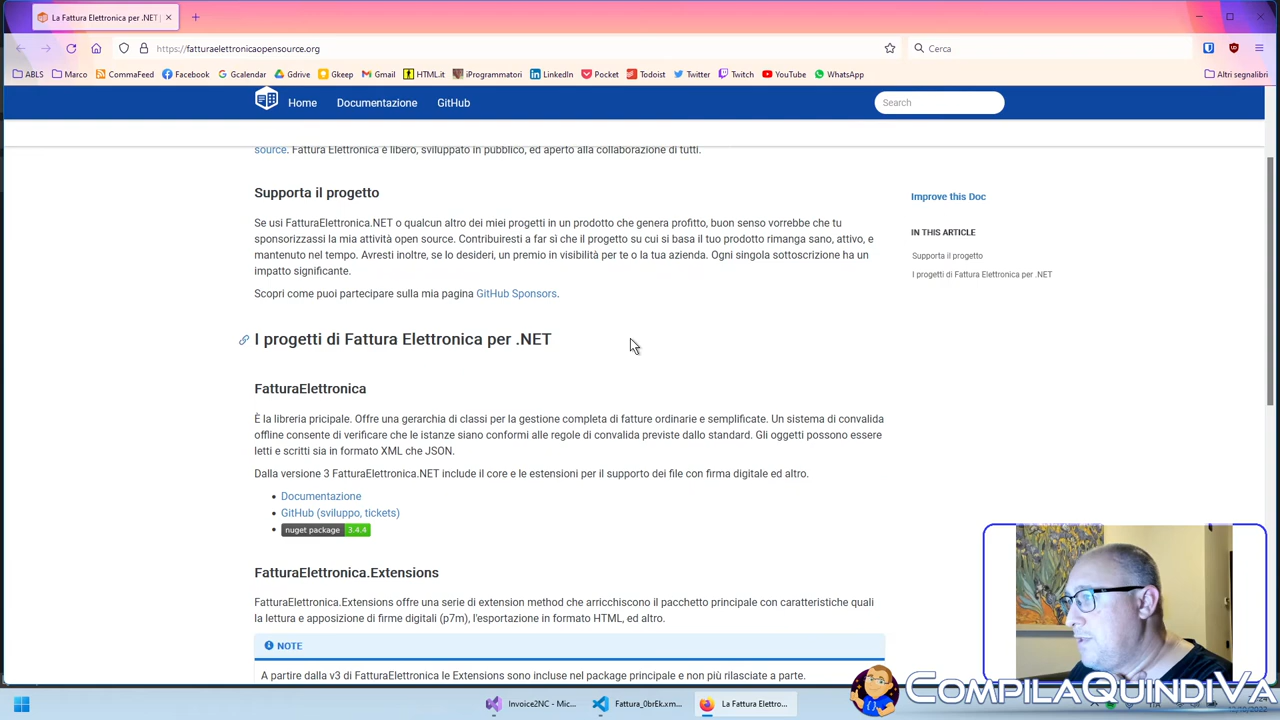 La Fattura Elettronica per .NET |
https://fatturaelettronicaopensource.org
Cerca
ABLS
Marco
CommaFeed
Facebook
Gcalendar
Gdrive
Gkeep
Gmail
HTML.it
iProgrammatori
LinkedIn
Pocket
Todoist
Twitter
Twitch
YouTube
WhatsApp
Altri segnalibri
Home
Documentazione
GitHub
Search
source. Fattura Elettronica è libero, sviluppato in pubblico, ed aperto alla collaborazione di tutti.
Supporta il progetto
Se usi FatturaElettronica.NET o qualcun altro dei miei progetti in un prodotto che genera profitto, buon senso vorrebbe che tu
sponsorizzassi la mia attività open source. Contribuiresti a far sì che il progetto su cui si basa il tuo prodotto rimanga sano, attivo, e
mantenuto nel tempo. Avresti inoltre, se lo desideri, un premio in visibilità per te o la tua azienda. Ogni singola sottoscrizione ha un
impatto significante.
Scopri come puoi partecipare sulla mia pagina GitHub Sponsors.
I progetti di Fattura Elettronica per .NET
FatturaElettronica
È la libreria pricipale. Offre una gerarchia di classi per la gestione completa di fatture ordinarie e semplificate. Un sistema di convalida
offline consente di verificare che le istanze siano conformi alle regole di convalida previste dallo standard. Gli oggetti possono essere
letti e scritti sia in formato XML che JSON.
Dalla versione 3 FatturaElettronica.NET include il core e le estensioni per il supporto dei file con firma digitale ed altro.
Documentazione
GitHub (sviluppo, tickets)
nuget package 3.4.4
FatturaElettronica.Extensions
FatturaElettronica.Extensions offre una serie di extension method che arricchiscono il pacchetto principale con caratteristiche quali
la lettura e apposizione di firme digitali (p7m), l'esportazione in formato HTML, ed altro.
NOTE
A partire dalla v3 di FatturaElettronica le Extensions sono incluse nel package principale e non più rilasciate a parte.
Improve this Doc
IN THIS ARTICLE
Supporta il progetto
I progetti di Fattura Elettronica per .NET
COMPILAQUINDIVA
Invoice2NC - Mic...
Fattura_0brEk.xm...
La Fattura Elettro...